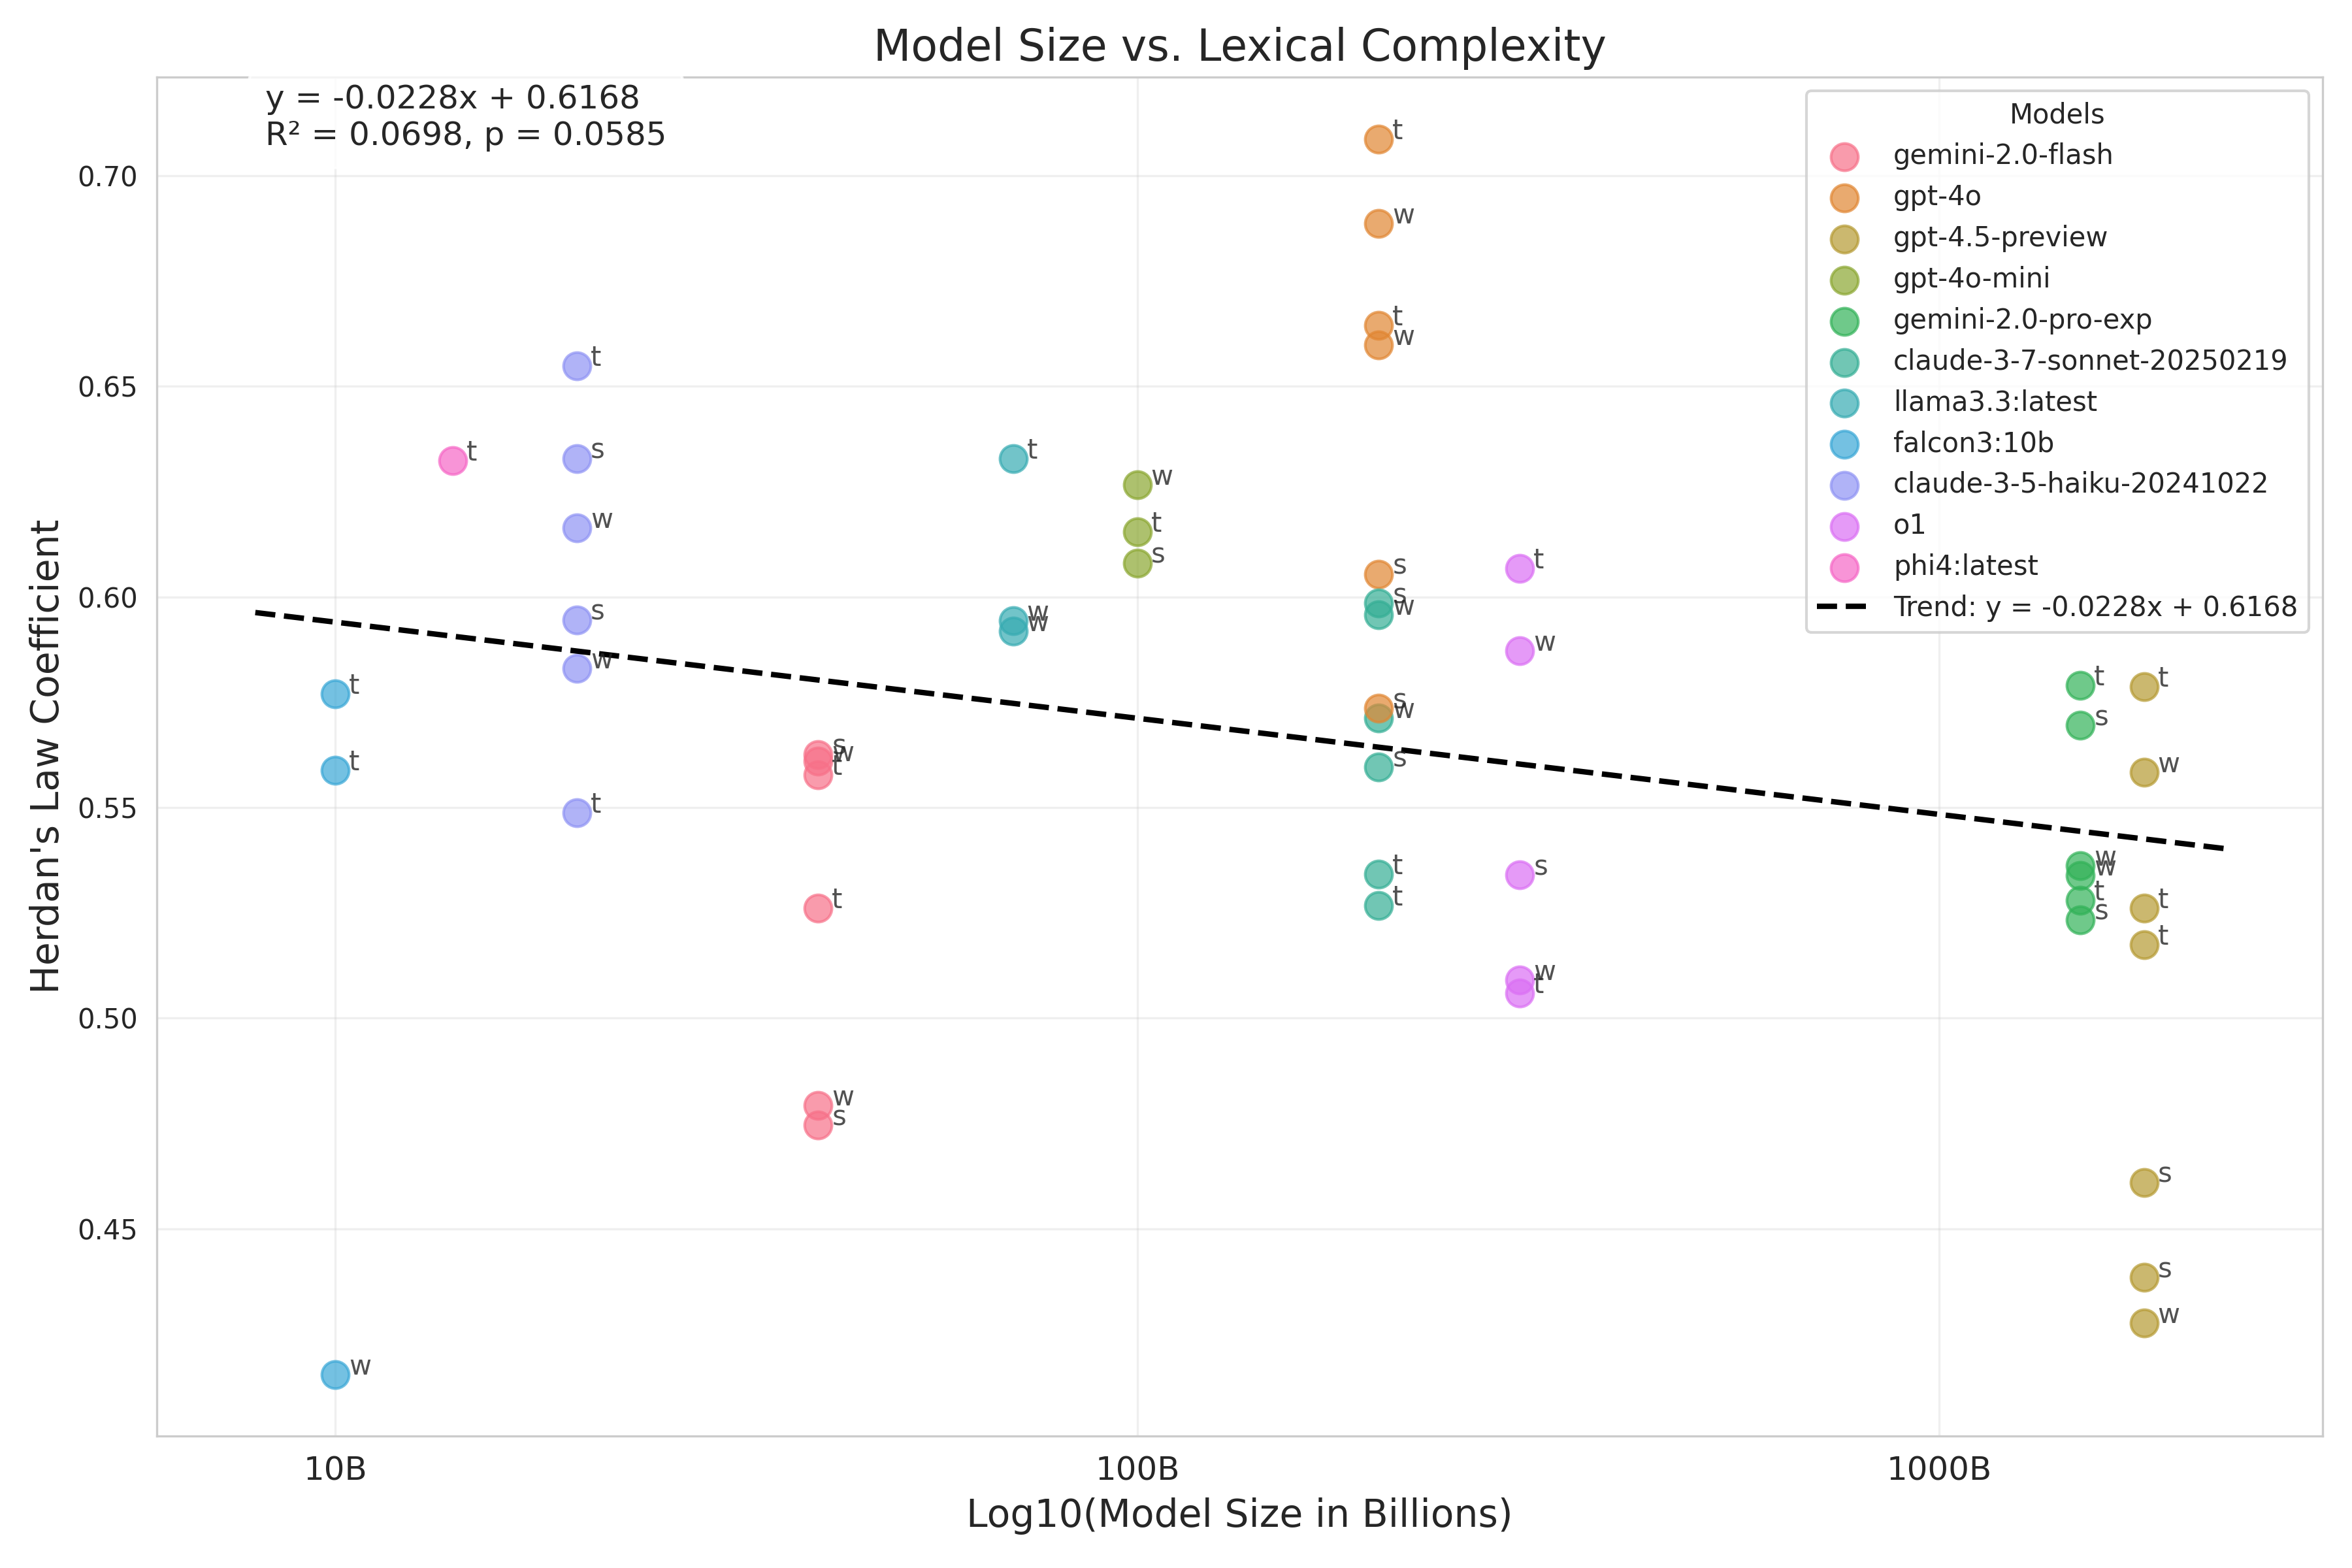 Model Size vs. Lexical Complexity
y = -0.0228x + 0.6168
R² = 0.0698, p = 0.0585
Models
gemini-2.0-flash
gpt-4o
gpt-4.5-preview
gpt-4o-mini
gemini-2.0-pro-exp
claude-3-7-sonnet-20250219
llama3.3:latest
falcon3:10b
claude-3-5-haiku-20241022
o1
phi4:latest
Trend: y = -0.0228x + 0.6168
Herdan's Law Coefficient
0.70
0.65
0.60
0.55
0.50
0.45
t
t
w
t
t
s
w
s
w
t
s
w
t
t
w
s
t
w
w
w
t
s
t
w
t
w
s
s
w
s
w
s
t
t
t
w
s
w
t
t
s
w
w
t
s
t
w
t
t
s
s
w
10B
100B
1000B
Log10(Model Size in Billions)